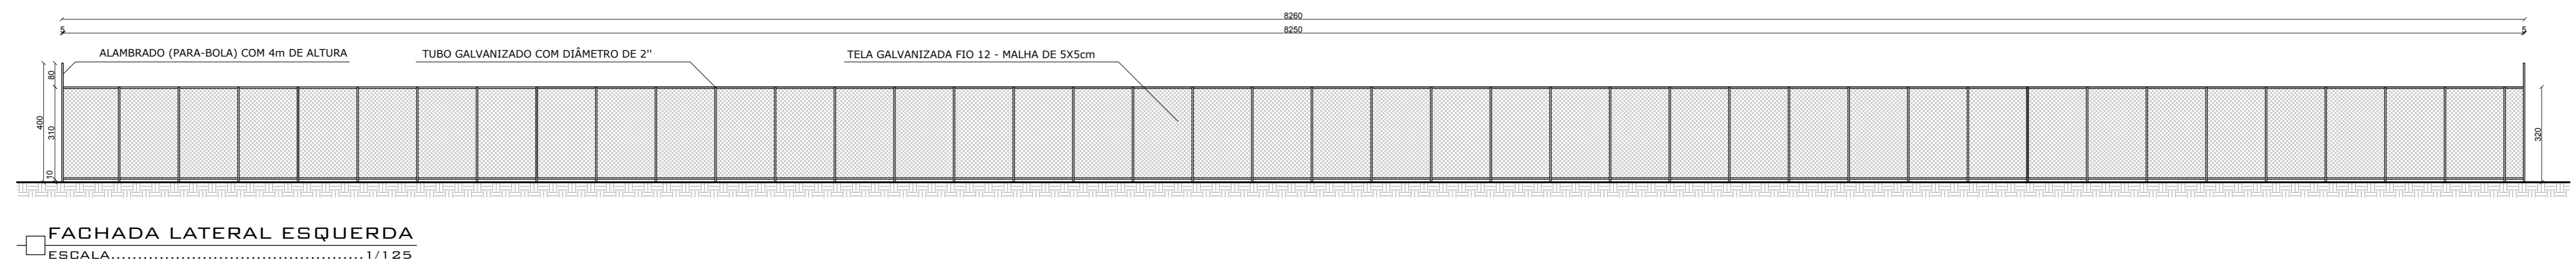 8260
5 8250 5
ALAMBRADO (PARA-BOLA) COM 4m DE ALTURA
TUBO GALVANIZADO COM DIÂMETRO DE 2"
TELA GALVANIZADA FIO 12 - MALHA DE 5X5cm
80
400
310
10
320
FACHADA LATERAL ESQUERDA
ESCALA...............................................1/125